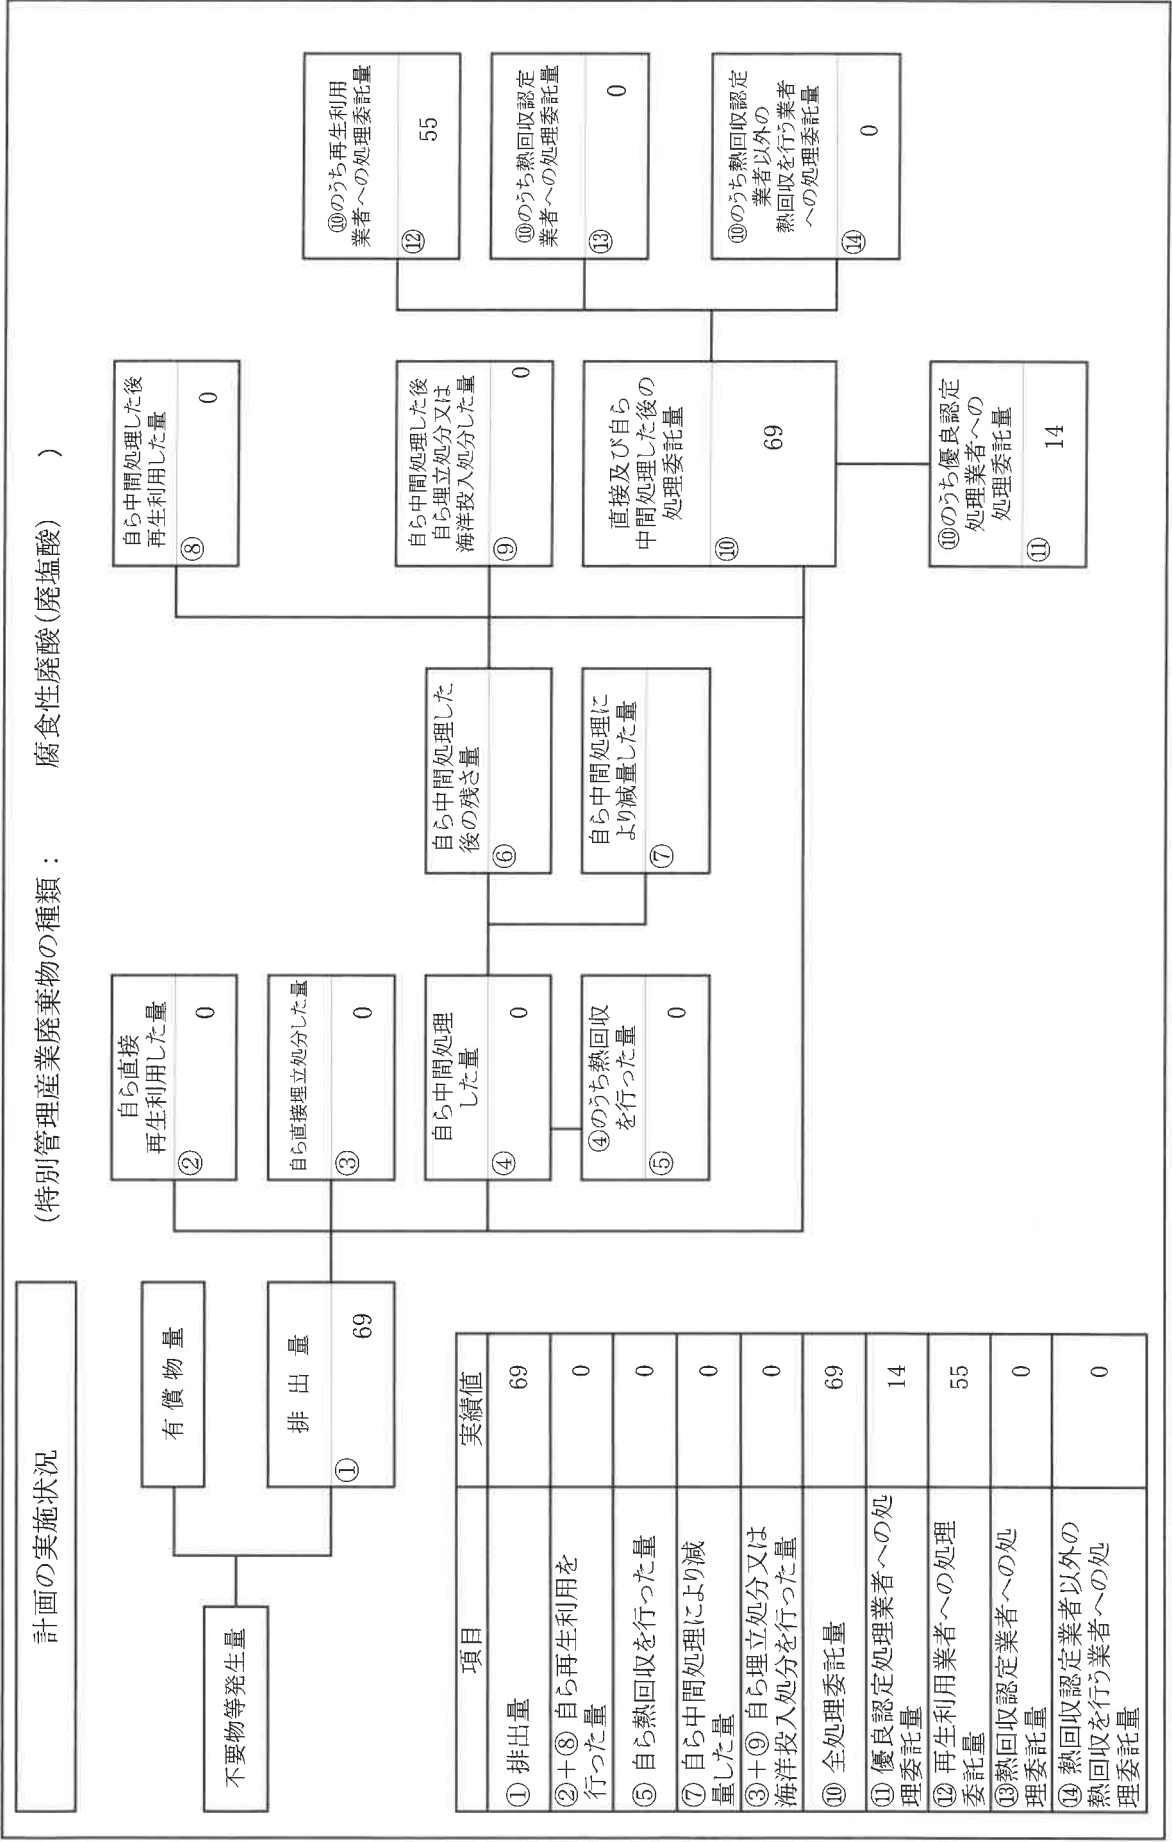 計画の実施状況
(特別管理産業廃棄物の種類： 腐食性廃酸(廃塩酸) )
不要物等発生量
有償物量
排出量
①
69
自ら直接
再生利用した量
②
0
自ら直接埋立処分した量
③
0
自ら中間処理
した量
④
0
④のうち熱回収
を行った量
⑤
0
自ら中間処理した
後の残さ量
⑥
自ら中間処理に
より減量した量
⑦
自ら中間処理した後
再生利用した量
⑧
0
自ら中間処理した後
自ら埋立処分又は
海洋投入処分した量
⑨
0
直接及び自ら
中間処理した後の
処理委託量
⑩
69
⑩のうち優良認定
処理業者への
処理委託量
⑪
14
⑩のうち再生利用
業者への処理委託量
⑫
55
⑩のうち熱回収認定
業者への処理委託量
⑬
0
⑩のうち熱回収認定
業者以外の
熱回収を行う業者
への処理委託量
⑭
0
項目 実績値
① 排出量 69
②＋⑧ 自ら再生利用を
行った量 0
⑤ 自ら熱回収を行った量 0
⑦ 自ら中間処理により減
量した量 0
③＋⑨ 自ら埋立処分又は
海洋投入処分を行った量 0
⑩ 全処理委託量 69
⑪ 優良認定処理業者への処
理委託量 14
⑫ 再生利用業者への処理
委託量 55
⑬熱回収認定業者への処
理委託量 0
⑭ 熱回収認定業者以外の
熱回収を行う業者への処
理委託量 0